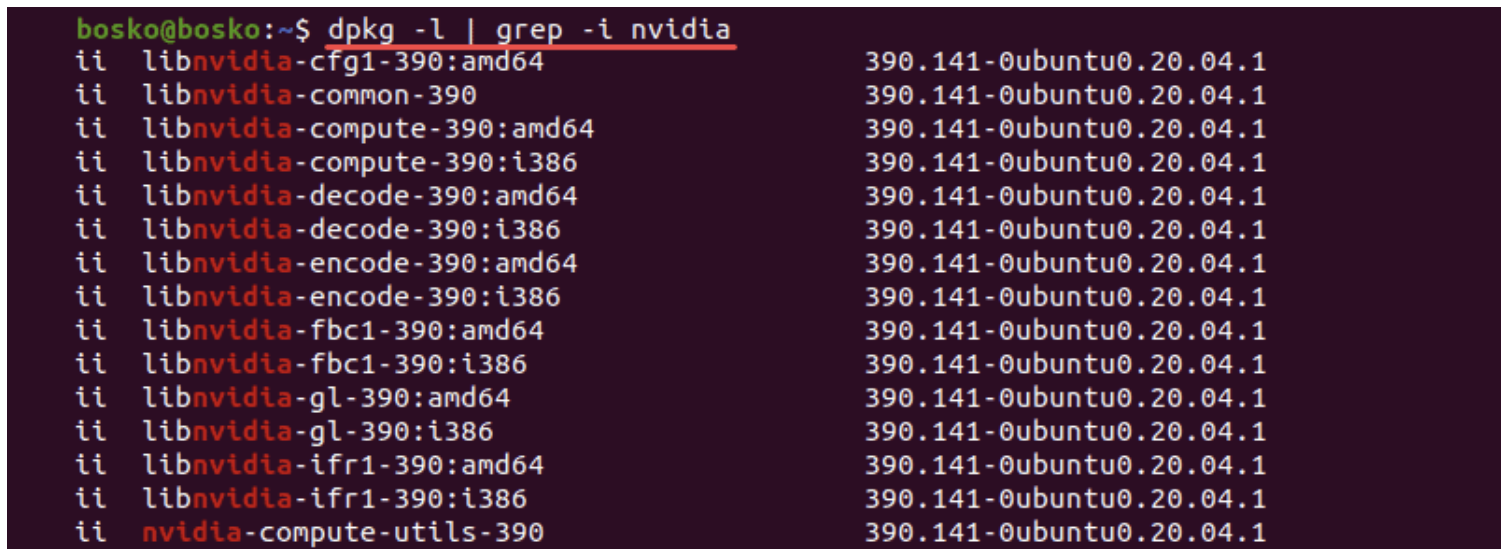 bosko@bosko:~$ dpkg -l | grep -i nvidia
ii libnvidia-cfg1-390:amd64 390.141-0ubuntu0.20.04.1
ii libnvidia-common-390 390.141-0ubuntu0.20.04.1
ii libnvidia-compute-390:amd64 390.141-0ubuntu0.20.04.1
ii libnvidia-compute-390:i386 390.141-0ubuntu0.20.04.1
ii libnvidia-decode-390:amd64 390.141-0ubuntu0.20.04.1
ii libnvidia-decode-390:i386 390.141-0ubuntu0.20.04.1
ii libnvidia-encode-390:amd64 390.141-0ubuntu0.20.04.1
ii libnvidia-encode-390:i386 390.141-0ubuntu0.20.04.1
ii libnvidia-fbc1-390:amd64 390.141-0ubuntu0.20.04.1
ii libnvidia-fbc1-390:i386 390.141-0ubuntu0.20.04.1
ii libnvidia-gl-390:amd64 390.141-0ubuntu0.20.04.1
ii libnvidia-gl-390:i386 390.141-0ubuntu0.20.04.1
ii libnvidia-ifr1-390:amd64 390.141-0ubuntu0.20.04.1
ii libnvidia-ifr1-390:i386 390.141-0ubuntu0.20.04.1
ii nvidia-compute-utils-390 390.141-0ubuntu0.20.04.1